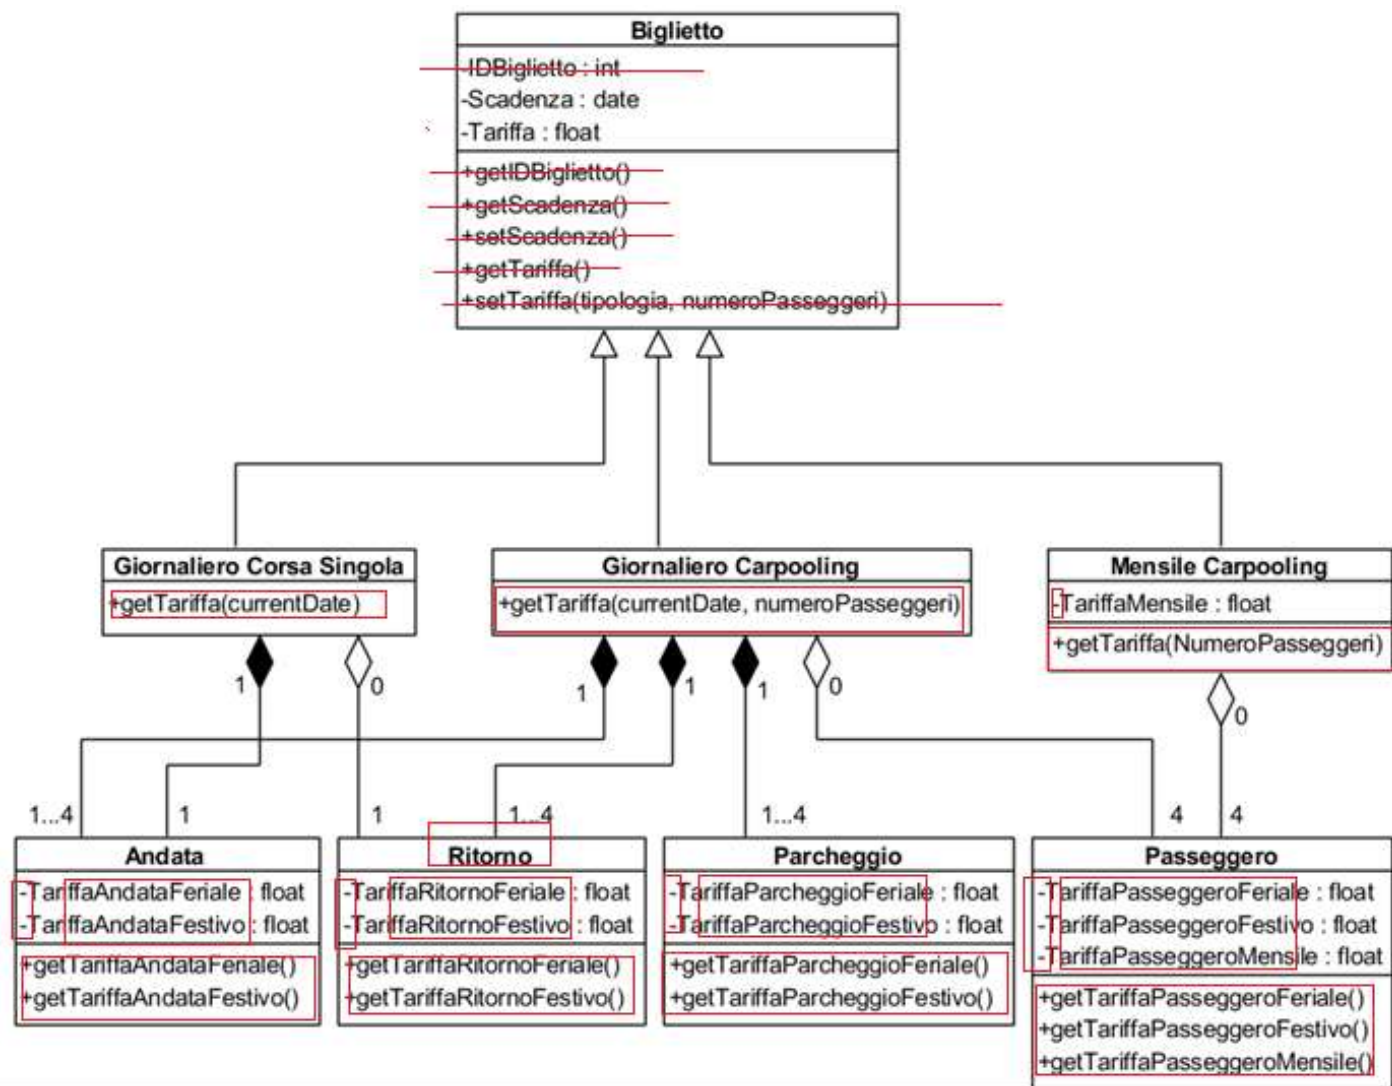 Biglietto
-IDBiglietto : int
-Scadenza : date
-Tariffa : float
+getIDBiglietto()
+getScadenza()
+setScadenza()
+getTariffa()
+setTariffa(tipologia, numeroPasseggeri)
Giornaliero Corsa Singola
+getTariffa(currentDate)
Giornaliero Carpooling
+getTariffa(currentDate, numeroPasseggeri)
Mensile Carpooling
-TariffaMensile : float
+getTariffa(NumeroPasseggeri)
1
0
1
1
1
0
0
1...4
1
1
1...4
1...4
4
4
Andata
-TariffaAndataFeriale : float
-TariffaAndataFestivo : float
+getTariffaAndataFeriale()
+getTariffaAndataFestivo()
Ritorno
-TariffaRitornoFeriale : float
-TariffaRitornoFestivo : float
+getTariffaRitornoFeriale()
+getTariffaRitornoFestivo()
Parcheggio
-TariffaParcheggioFeriale : float
-TariffaParcheggioFestivo : float
+getTariffaParcheggioFeriale()
+getTariffaParcheggioFestivo()
Passeggero
-TariffaPasseggeroFeriale : float
-TariffaPasseggeroFestivo : float
-TariffaPasseggeroMensile : float
+getTariffaPasseggeroFeriale()
+getTariffaPasseggeroFestivo()
+getTariffaPasseggeroMensile()